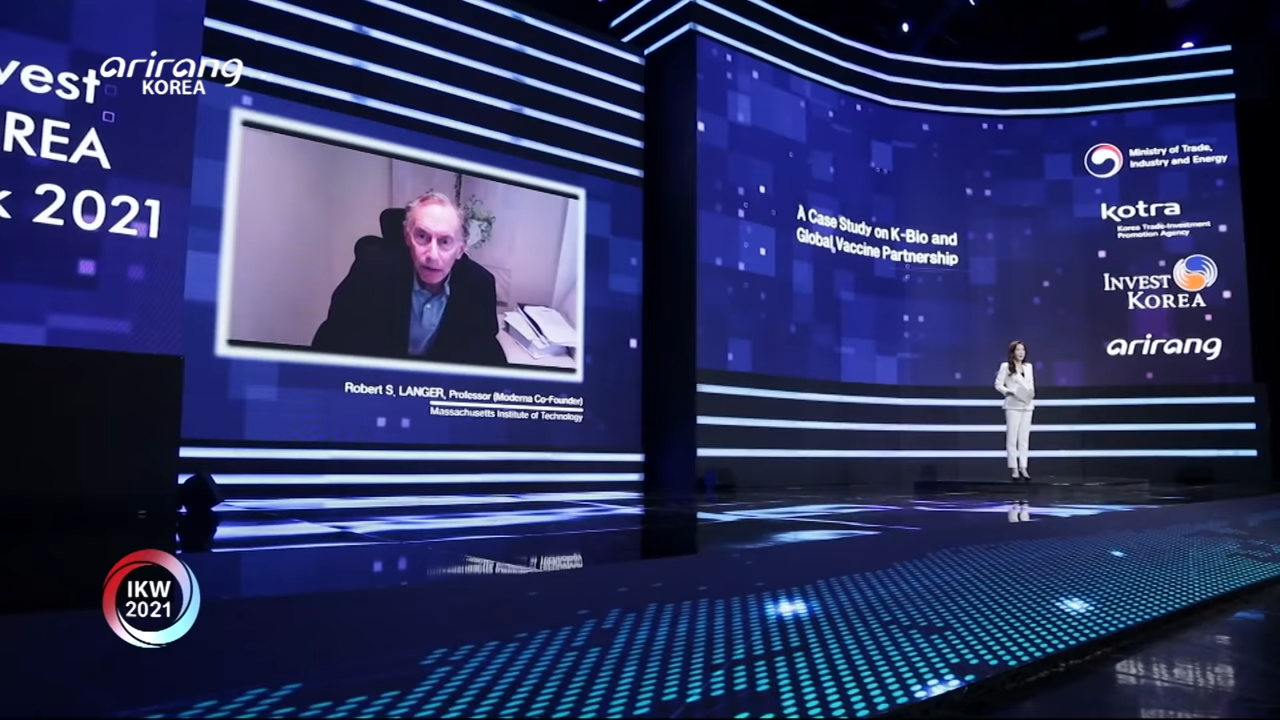 vest
REA
k 2021
arirang
KOREA
Robert S. LANGER, Professor (Moderna Co-Founder)
Massachusetts Institute of Technology
A Case Study on K-Bio and
Global Vaccine Partnership
Ministry of Trade,
Industry and Energy
kotra
Korea Trade-Investment
Promotion Agency
INVEST
KOREA
arirang
IKW
2021